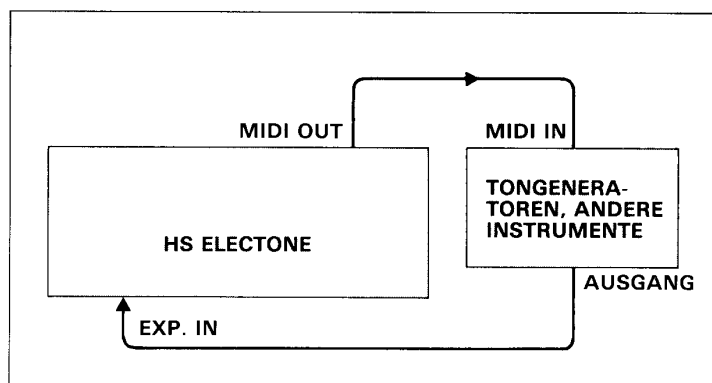 MIDI OUT
MIDI IN
HS ELECTONE
TONGENERA-
TOREN, ANDERE
INSTRUMENTE
AUSGANG
EXP. IN